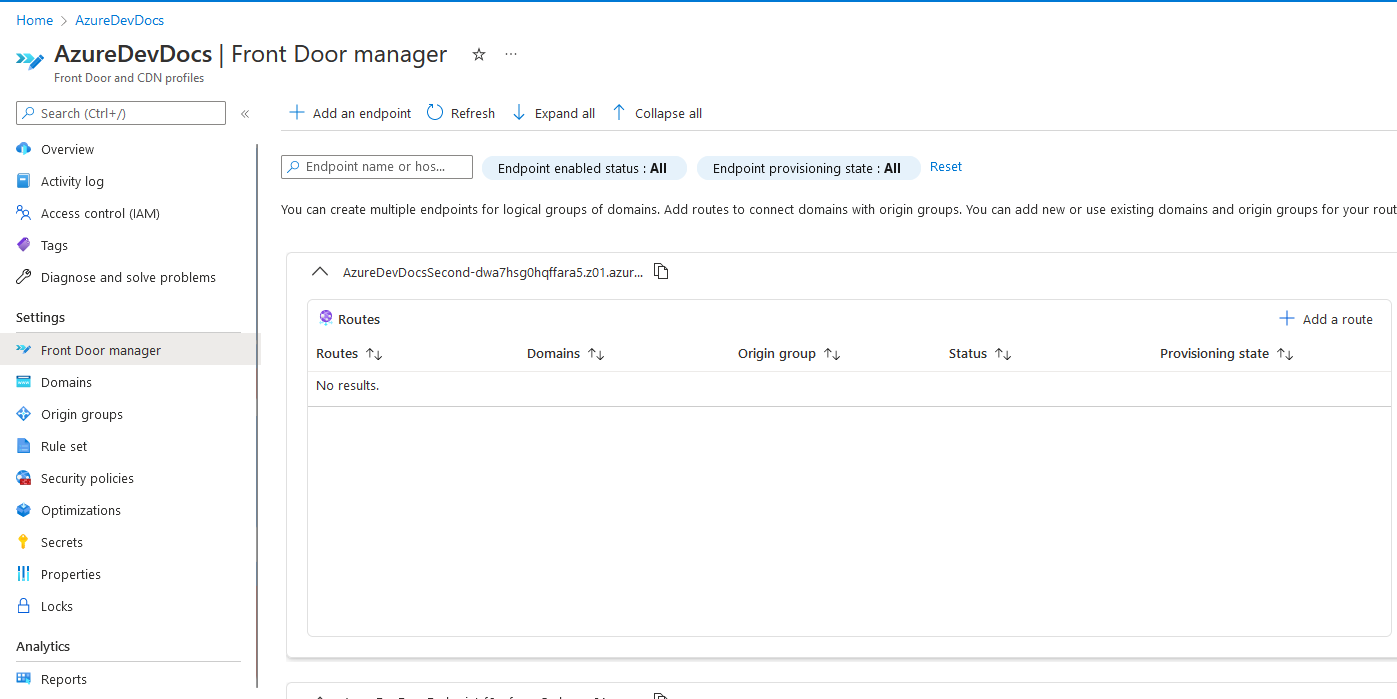 Home > AzureDevDocs
AzureDevDocs | Front Door manager ☆ ...
Front Door and CDN profiles
Search (Ctrl+/) «
Overview
Activity log
Access control (IAM)
Tags
Diagnose and solve problems
Settings
Front Door manager
Domains
Origin groups
Rule set
Security policies
Optimizations
Secrets
Properties
Locks
Analytics
Reports
+ Add an endpoint Refresh ↓ Expand all ↑ Collapse all
Endpoint name or hos... Endpoint enabled status : All Endpoint provisioning state : All Reset
You can create multiple endpoints for logical groups of domains. Add routes to connect domains with origin groups. You can add new or use existing domains and origin groups for your rout
AzureDevDocsSecond-dwa7hsg0hqffara5.z01.azur...
Routes + Add a route
Routes ↑↓ Domains ↑↓ Origin group ↑↓ Status ↑↓ Provisioning state ↑↓
No results.